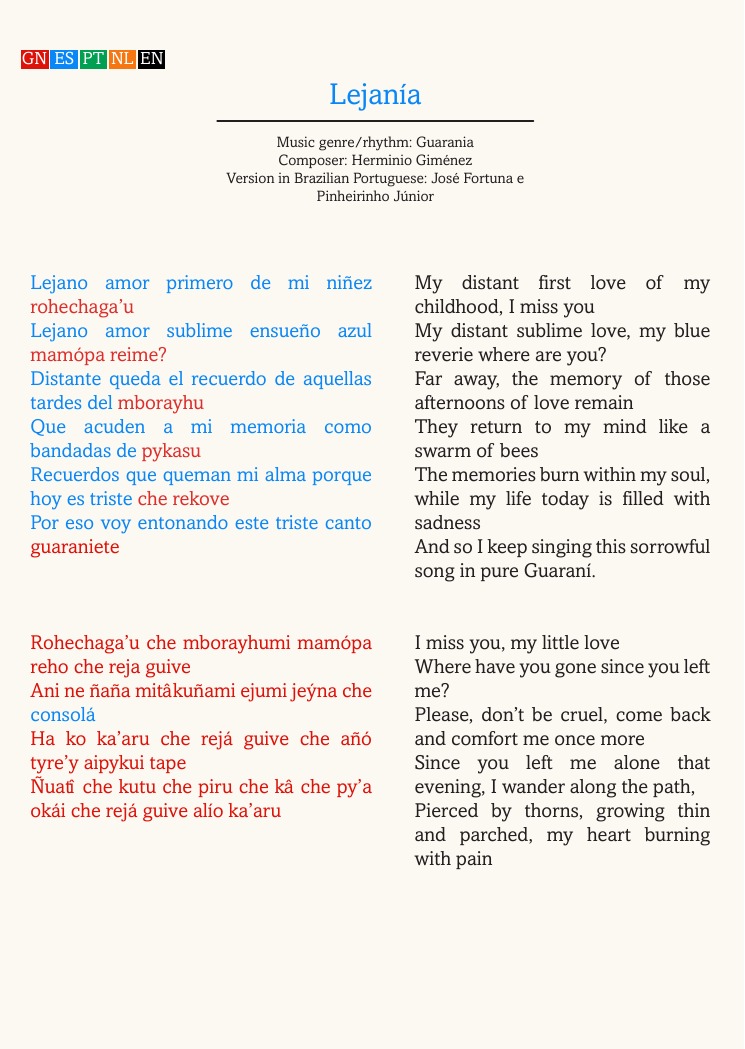 GN ES PT NL EN
Lejanía
Music genre/rhythm: Guarania
Composer: Herminio Giménez
Version in Brazilian Portuguese: José Fortuna e
Pinheirinho Júnior
Lejano amor primero de mi niñez
rohechaga’u
Lejano amor sublime ensueño azul
mamópa reime?
Distante queda el recuerdo de aquellas
tardes del mborayhu
Que acuden a mi memoria como
bandadas de pykasu
Recuerdos que queman mi alma porque
hoy es triste che rekove
Por eso voy entonando este triste canto
guaraniete
My distant first love of my
childhood, I miss you
My distant sublime love, my blue
reverie where are you?
Far away, the memory of those
afternoons of love remain
They return to my mind like a
swarm of bees
The memories burn within my soul,
while my life today is filled with
sadness
And so I keep singing this sorrowful
song in pure Guaraní.
Rohechaga’u che mborayhumi mamópa
reho che reja guive
Ani ne ñaña mitâkuñami ejumi jeýna che
consolá
Ha ko ka’aru che rejá guive che añó
tyre’y aipykui tape
Ñuatî che kutu che piru che kâ che py’a
okái che rejá guive alío ka’aru
I miss you, my little love
Where have you gone since you left
me?
Please, don’t be cruel, come back
and comfort me once more
Since you left me alone that
evening, I wander along the path,
Pierced by thorns, growing thin
and parched, my heart burning
with pain